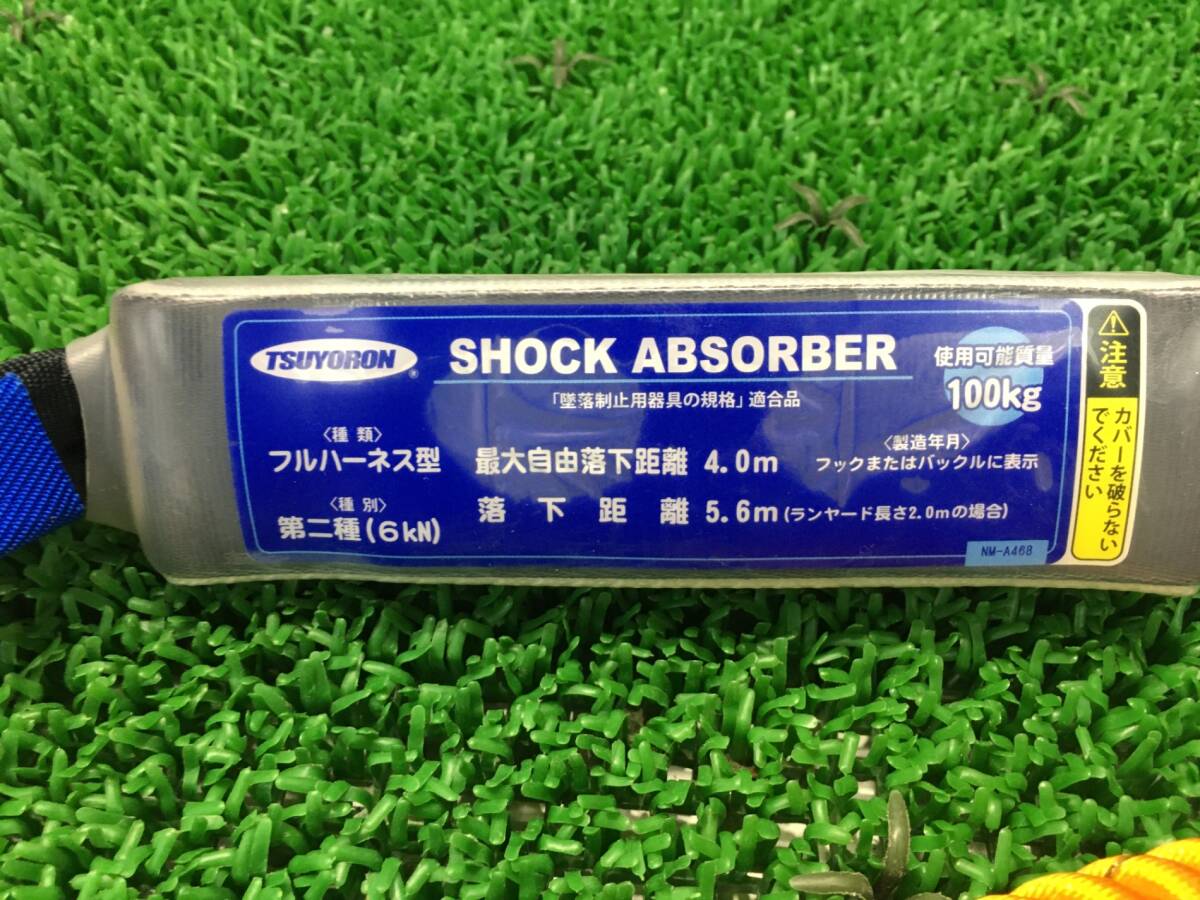 TSUYORON®
SHOCK ABSORBER
「墜落制止用器具の規格」適合品
使用可能質量
100kg
〈種類〉
フルハーネス型
最大自由落下距離 4.0m
〈製造年月〉
フックまたはバックルに表示
〈種別〉
第二種(6kN)
落下距離 5.6m(ランヤード長さ2.0mの場合)
NM-A468
注意
カバーを破らない
でください